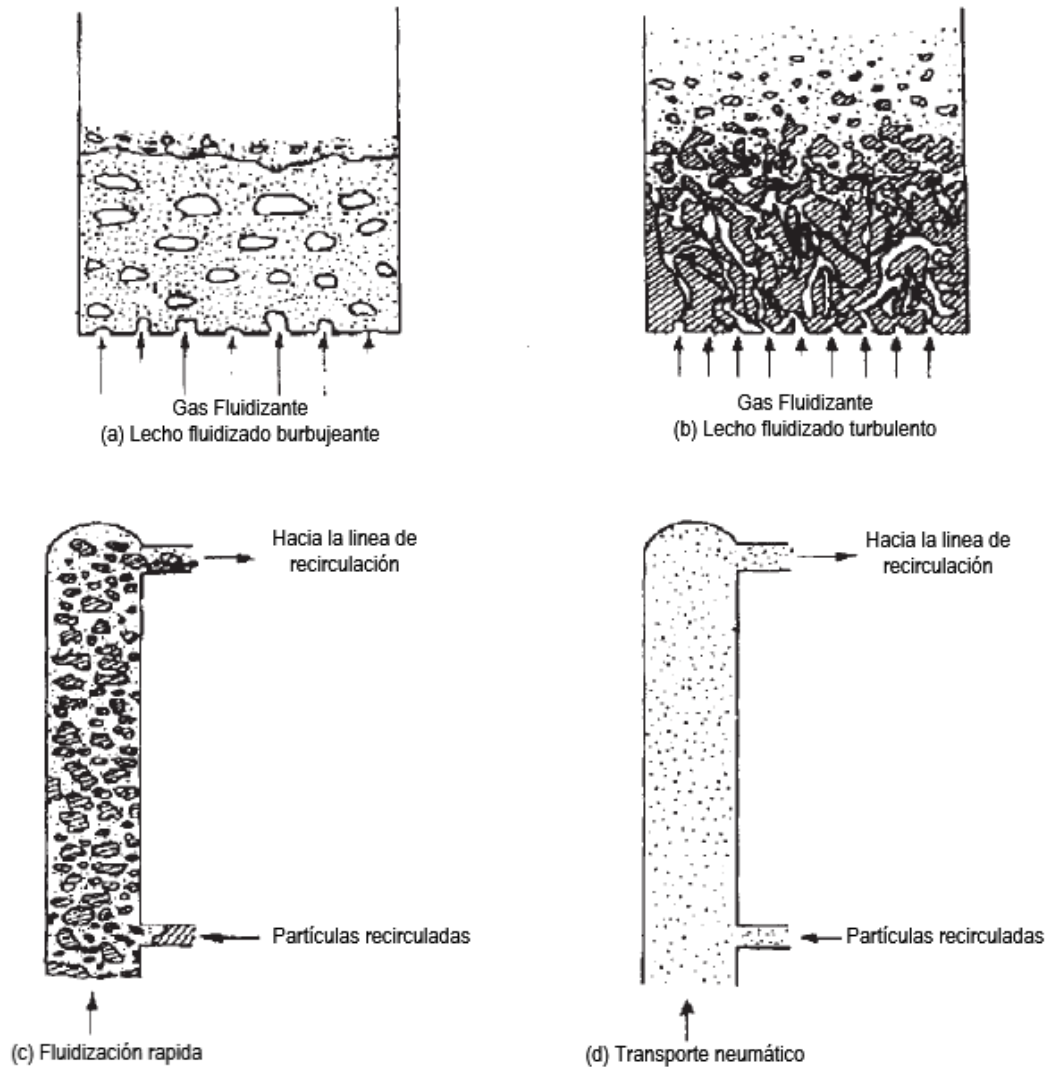 Gas Fluidizante
(a) Lecho fluidizado burbujeante
Gas Fluidizante
(b) Lecho fluidizado turbulento
Hacia la linea de
recirculación
Partículas recirculadas
(c) Fluidización rapida
Hacia la linea de
recirculación
Partículas recirculadas
(d) Transporte neumático